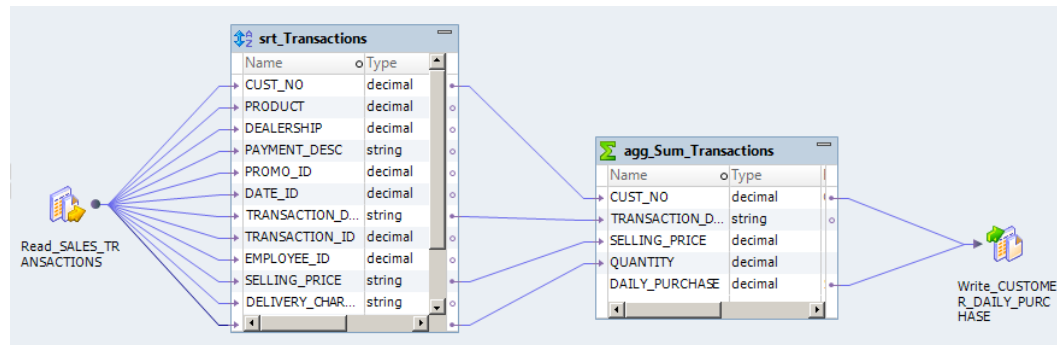 srt_Transactions
Name Type
CUST_NO decimal
PRODUCT decimal
DEALERSHIP decimal
PAYMENT_DESC string
PROMO_ID decimal
DATE_ID decimal
TRANSACTION_D... string
TRANSACTION_ID decimal
EMPLOYEE_ID decimal
SELLING_PRICE string
DELIVERY_CHAR... string
Read_SALES_TR
ANSACTIONS
agg_Sum_Transactions
Name Type
CUST_NO decimal
TRANSACTION_D... string
SELLING_PRICE decimal
QUANTITY decimal
DAILY_PURCHASE decimal
Write_CUSTOME
R_DAILY_PURC
HASE